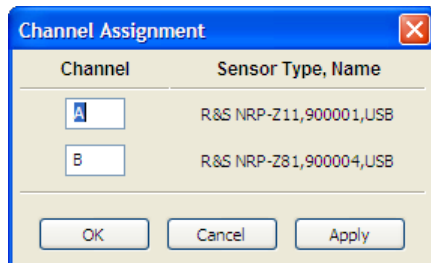 Channel Assignment
Channel Sensor Type, Name
A R&S NRP-Z11,900001,USB
B R&S NRP-Z81,900004,USB
OK Cancel Apply